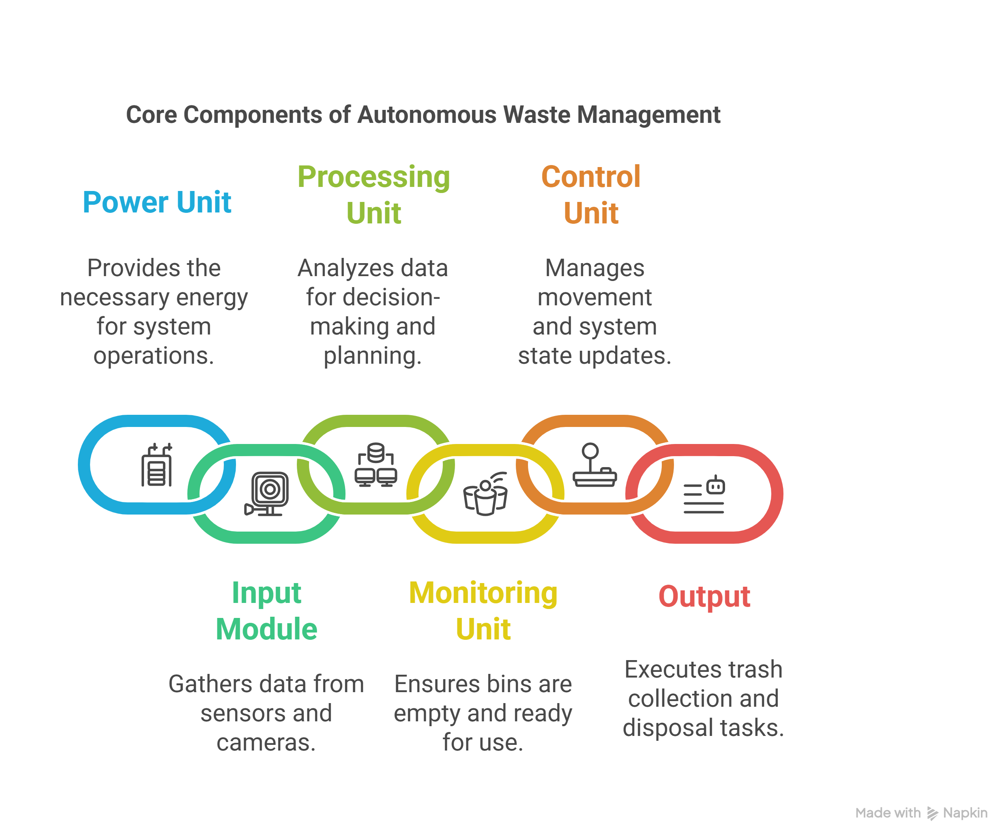 Core Components of Autonomous Waste Management
Power Unit
Provides the
necessary energy
for system
operations.
Processing
Unit
Analyzes data
for decision-
making and
planning.
Control
Unit
Manages
movement
and system
state updates.
Input
Module
Gathers data from
sensors and
cameras.
Monitoring
Unit
Ensures bins are
empty and ready
for use.
Output
Executes trash
collection and
disposal tasks.
Made with Napkin